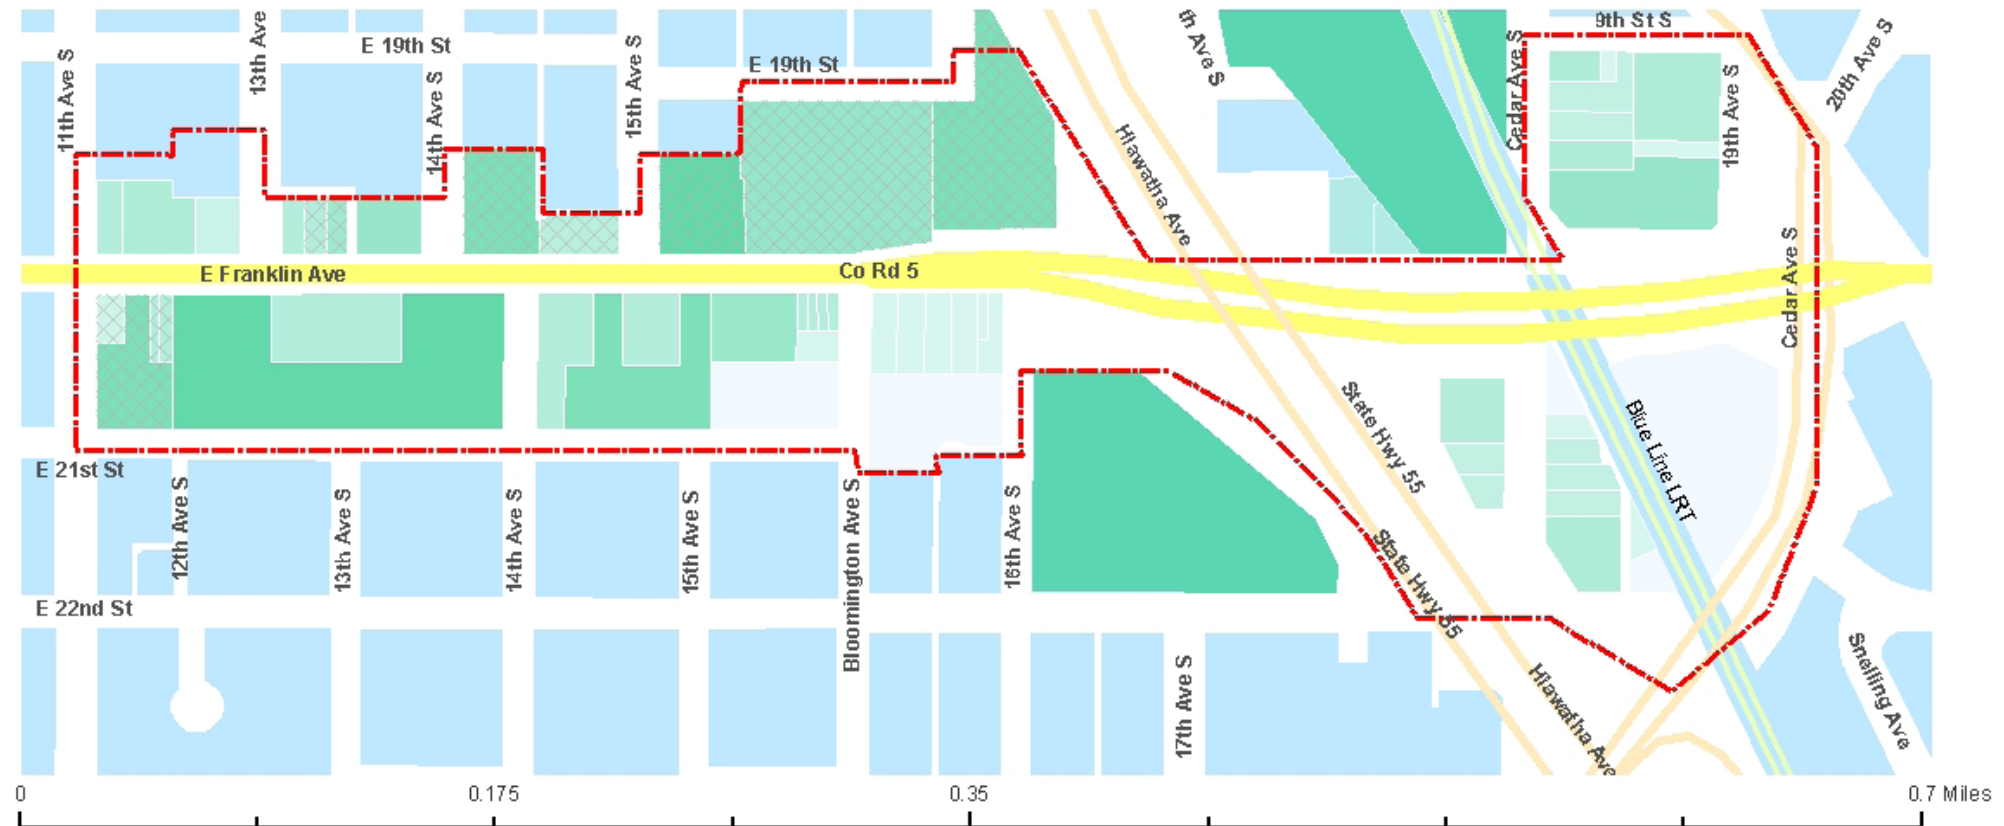 9th St S
th Ave S
20th Ave S
13th Ave
E 19th St
11th Ave S
14th Ave S
15th Ave S
E 19th St
Cedar Ave S
19th Ave S
Hiawatha Ave
E Franklin Ave
Co Rd 5
Cedar Ave S
State Hwy 55
Blue Line LRT
E 21st St
12th Ave S
13th Ave S
14th Ave S
15th Ave S
Bloomington Ave S
16th Ave S
State Hwy 55
E 22nd St
17th Ave S
Hiawatha Ave
Snelling Ave
0
0.175
0.35
0.7 Miles